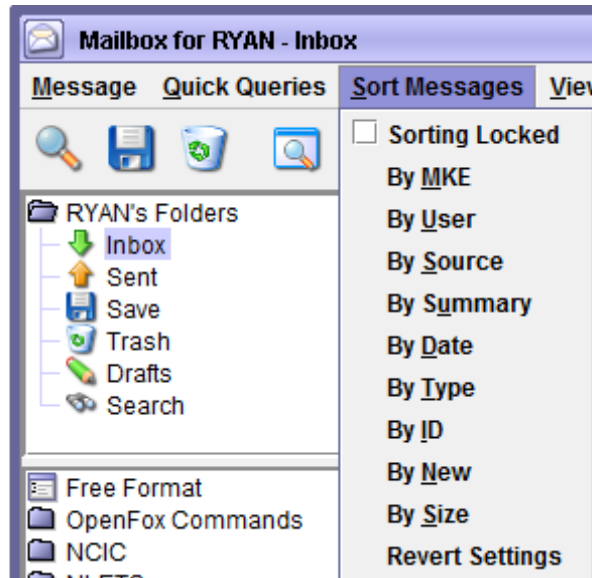 Mailbox for RYAN - Inbox
Message Quick Queries Sort Messages View
Sorting Locked
By MKE
By User
By Source
By Summary
By Date
By Type
By ID
By New
By Size
Revert Settings
RYAN's Folders
Inbox
Sent
Save
Trash
Drafts
Search
Free Format
OpenFox Commands
NCIC